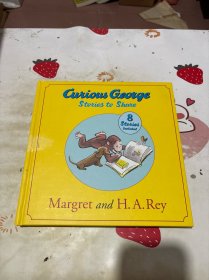 Curious George
Stories to Share
8
Stories
Included!
Margret and H. A. Rey